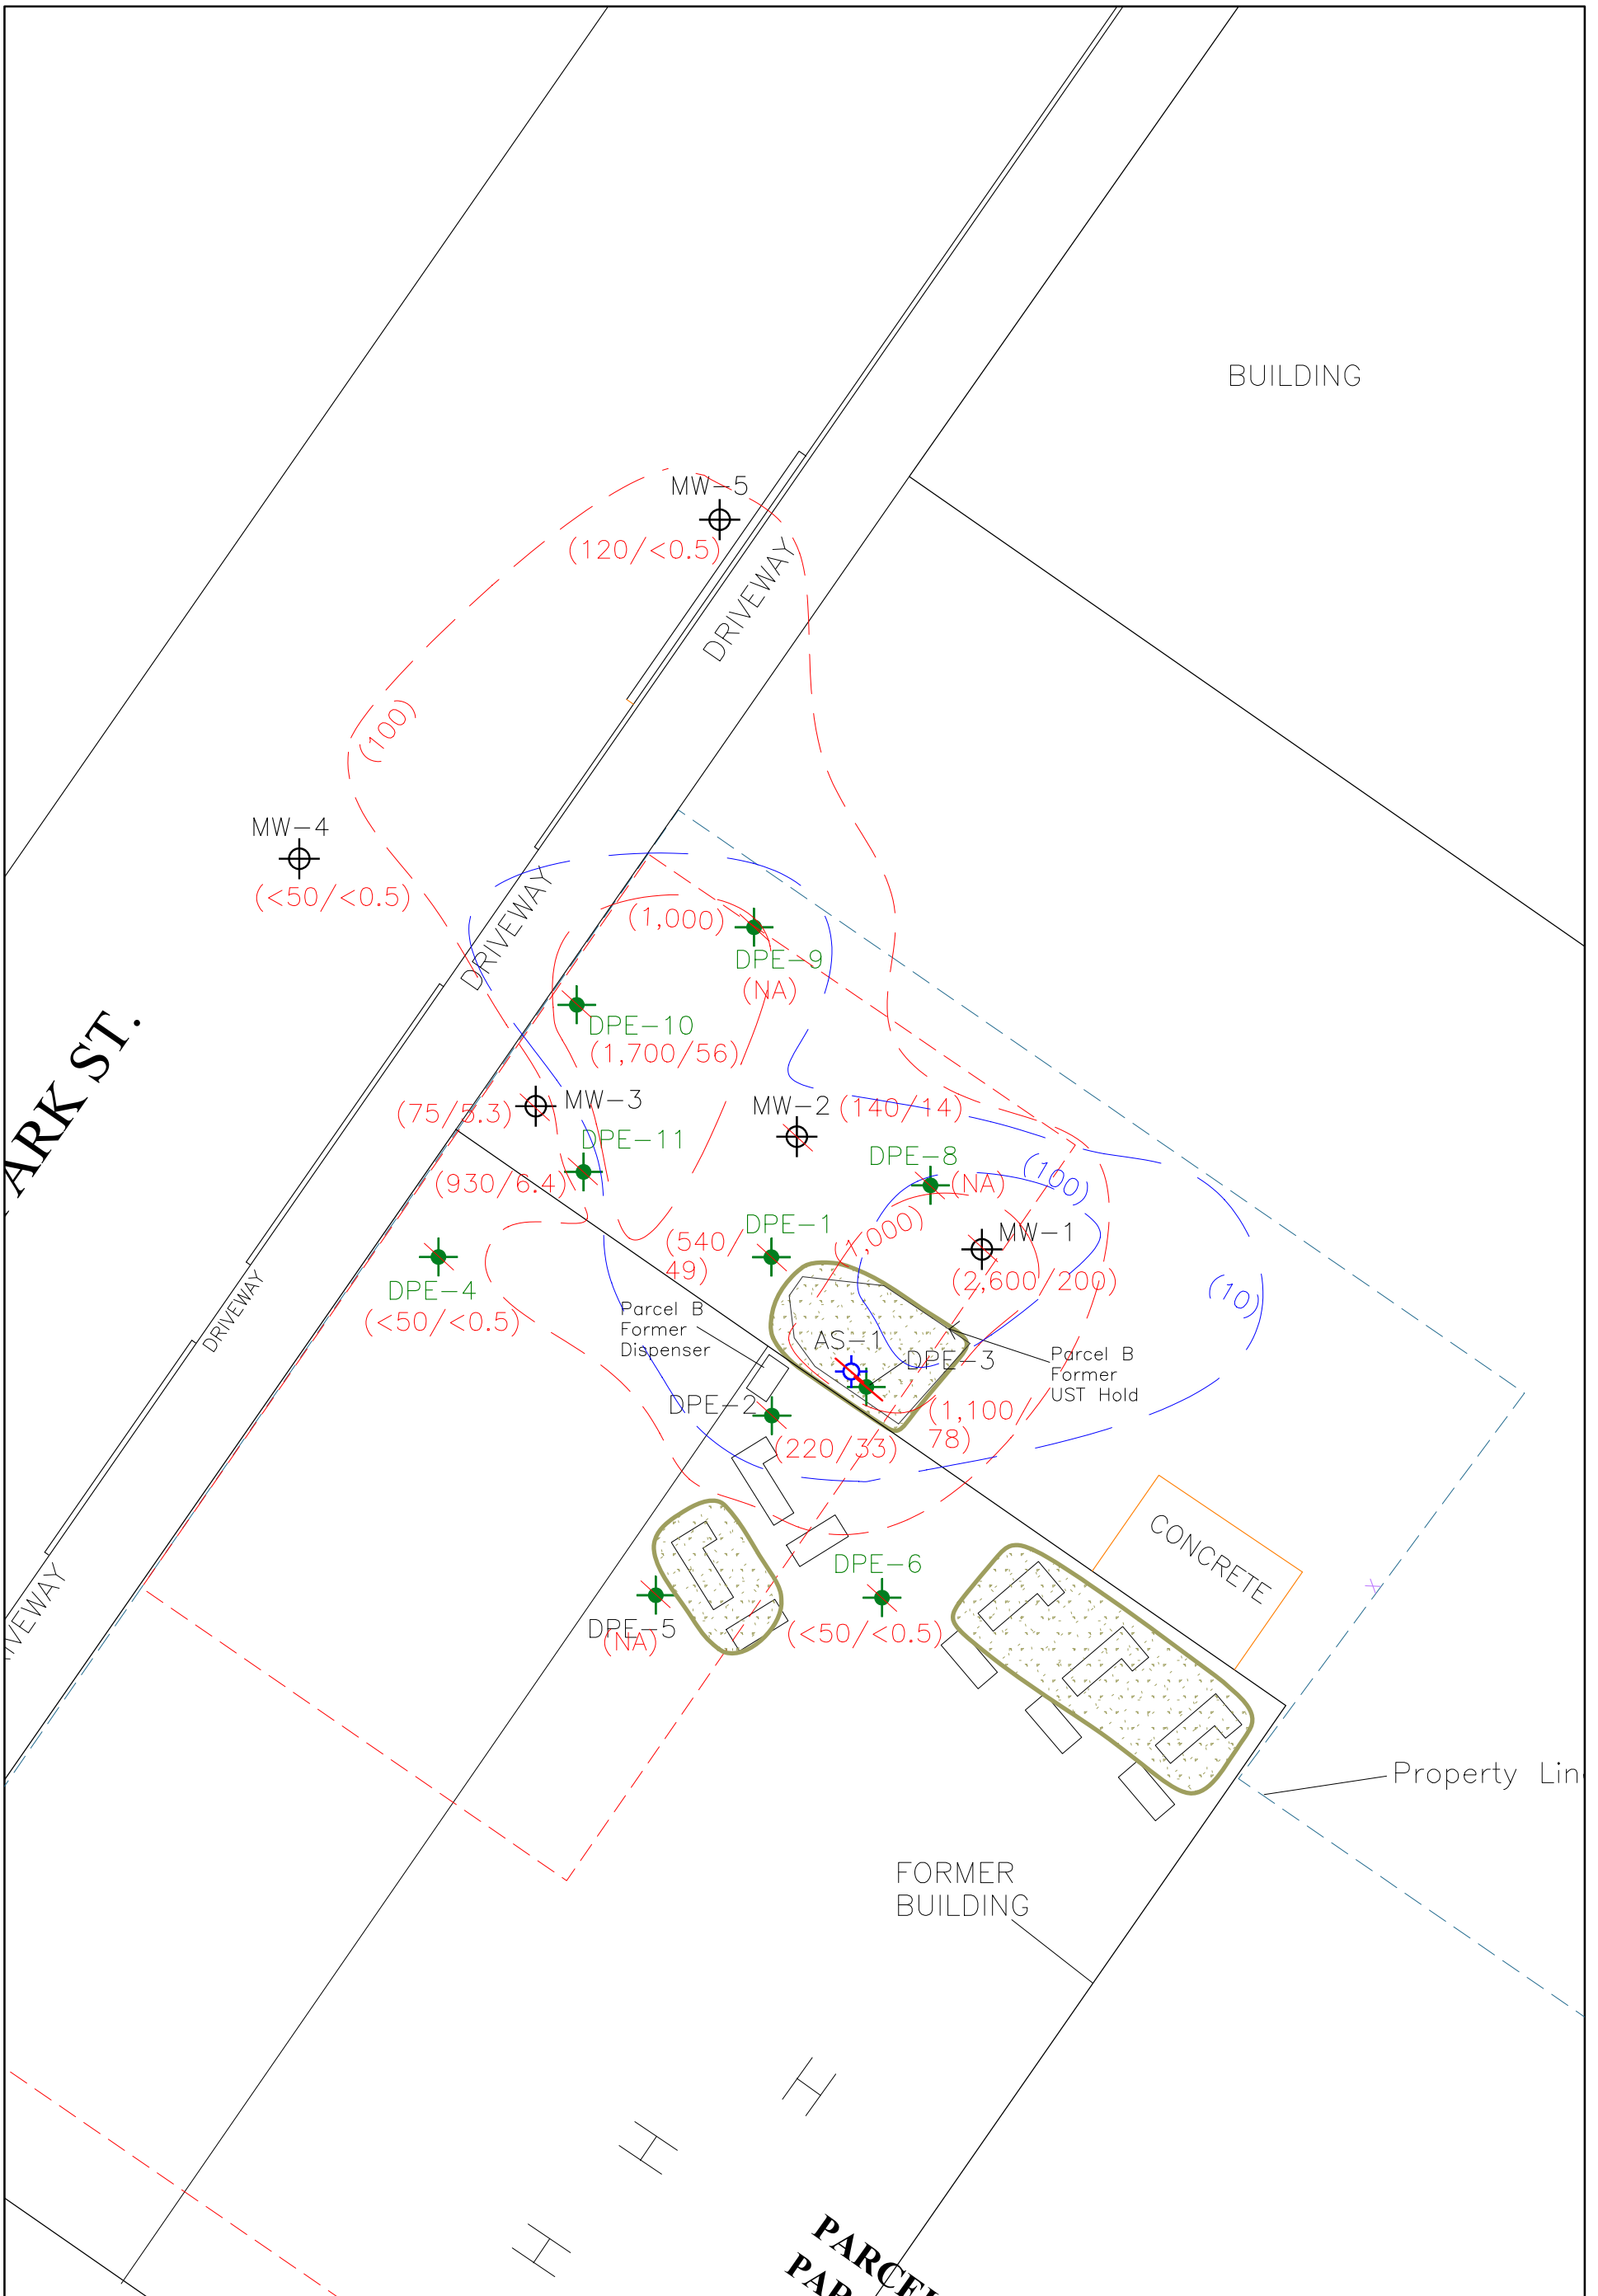 BUILDING
MW-5
(120/<0.5)
DRIVEWAY
(100)
MW-4
(<50/<0.5)
DRIVEWAY
(1,000)
DPE-9
(NA)
DPE-10
(1,700/56)
ARK ST.
(75/5.3)
MW-3
MW-2
(140/14)
DPE-11
(930/6.4)
DPE-8
(NA)
(100)
DPE-1
(540/
49)
(1,000)
MW-1
(2,600/200)
(10)
DPE-4
(<50/<0.5)
DRIVEWAY
Parcel B
Former
Dispenser
AS-1
DPE-3
Parcel B
Former
UST Hold
DPE-2
(220/33)
(1,100/
78)
CONCRETE
DPE-6
(<50/<0.5)
DPE-5
(NA)
IVEWAY
X
Property Lin
FORMER
BUILDING
PARCEL
PAR